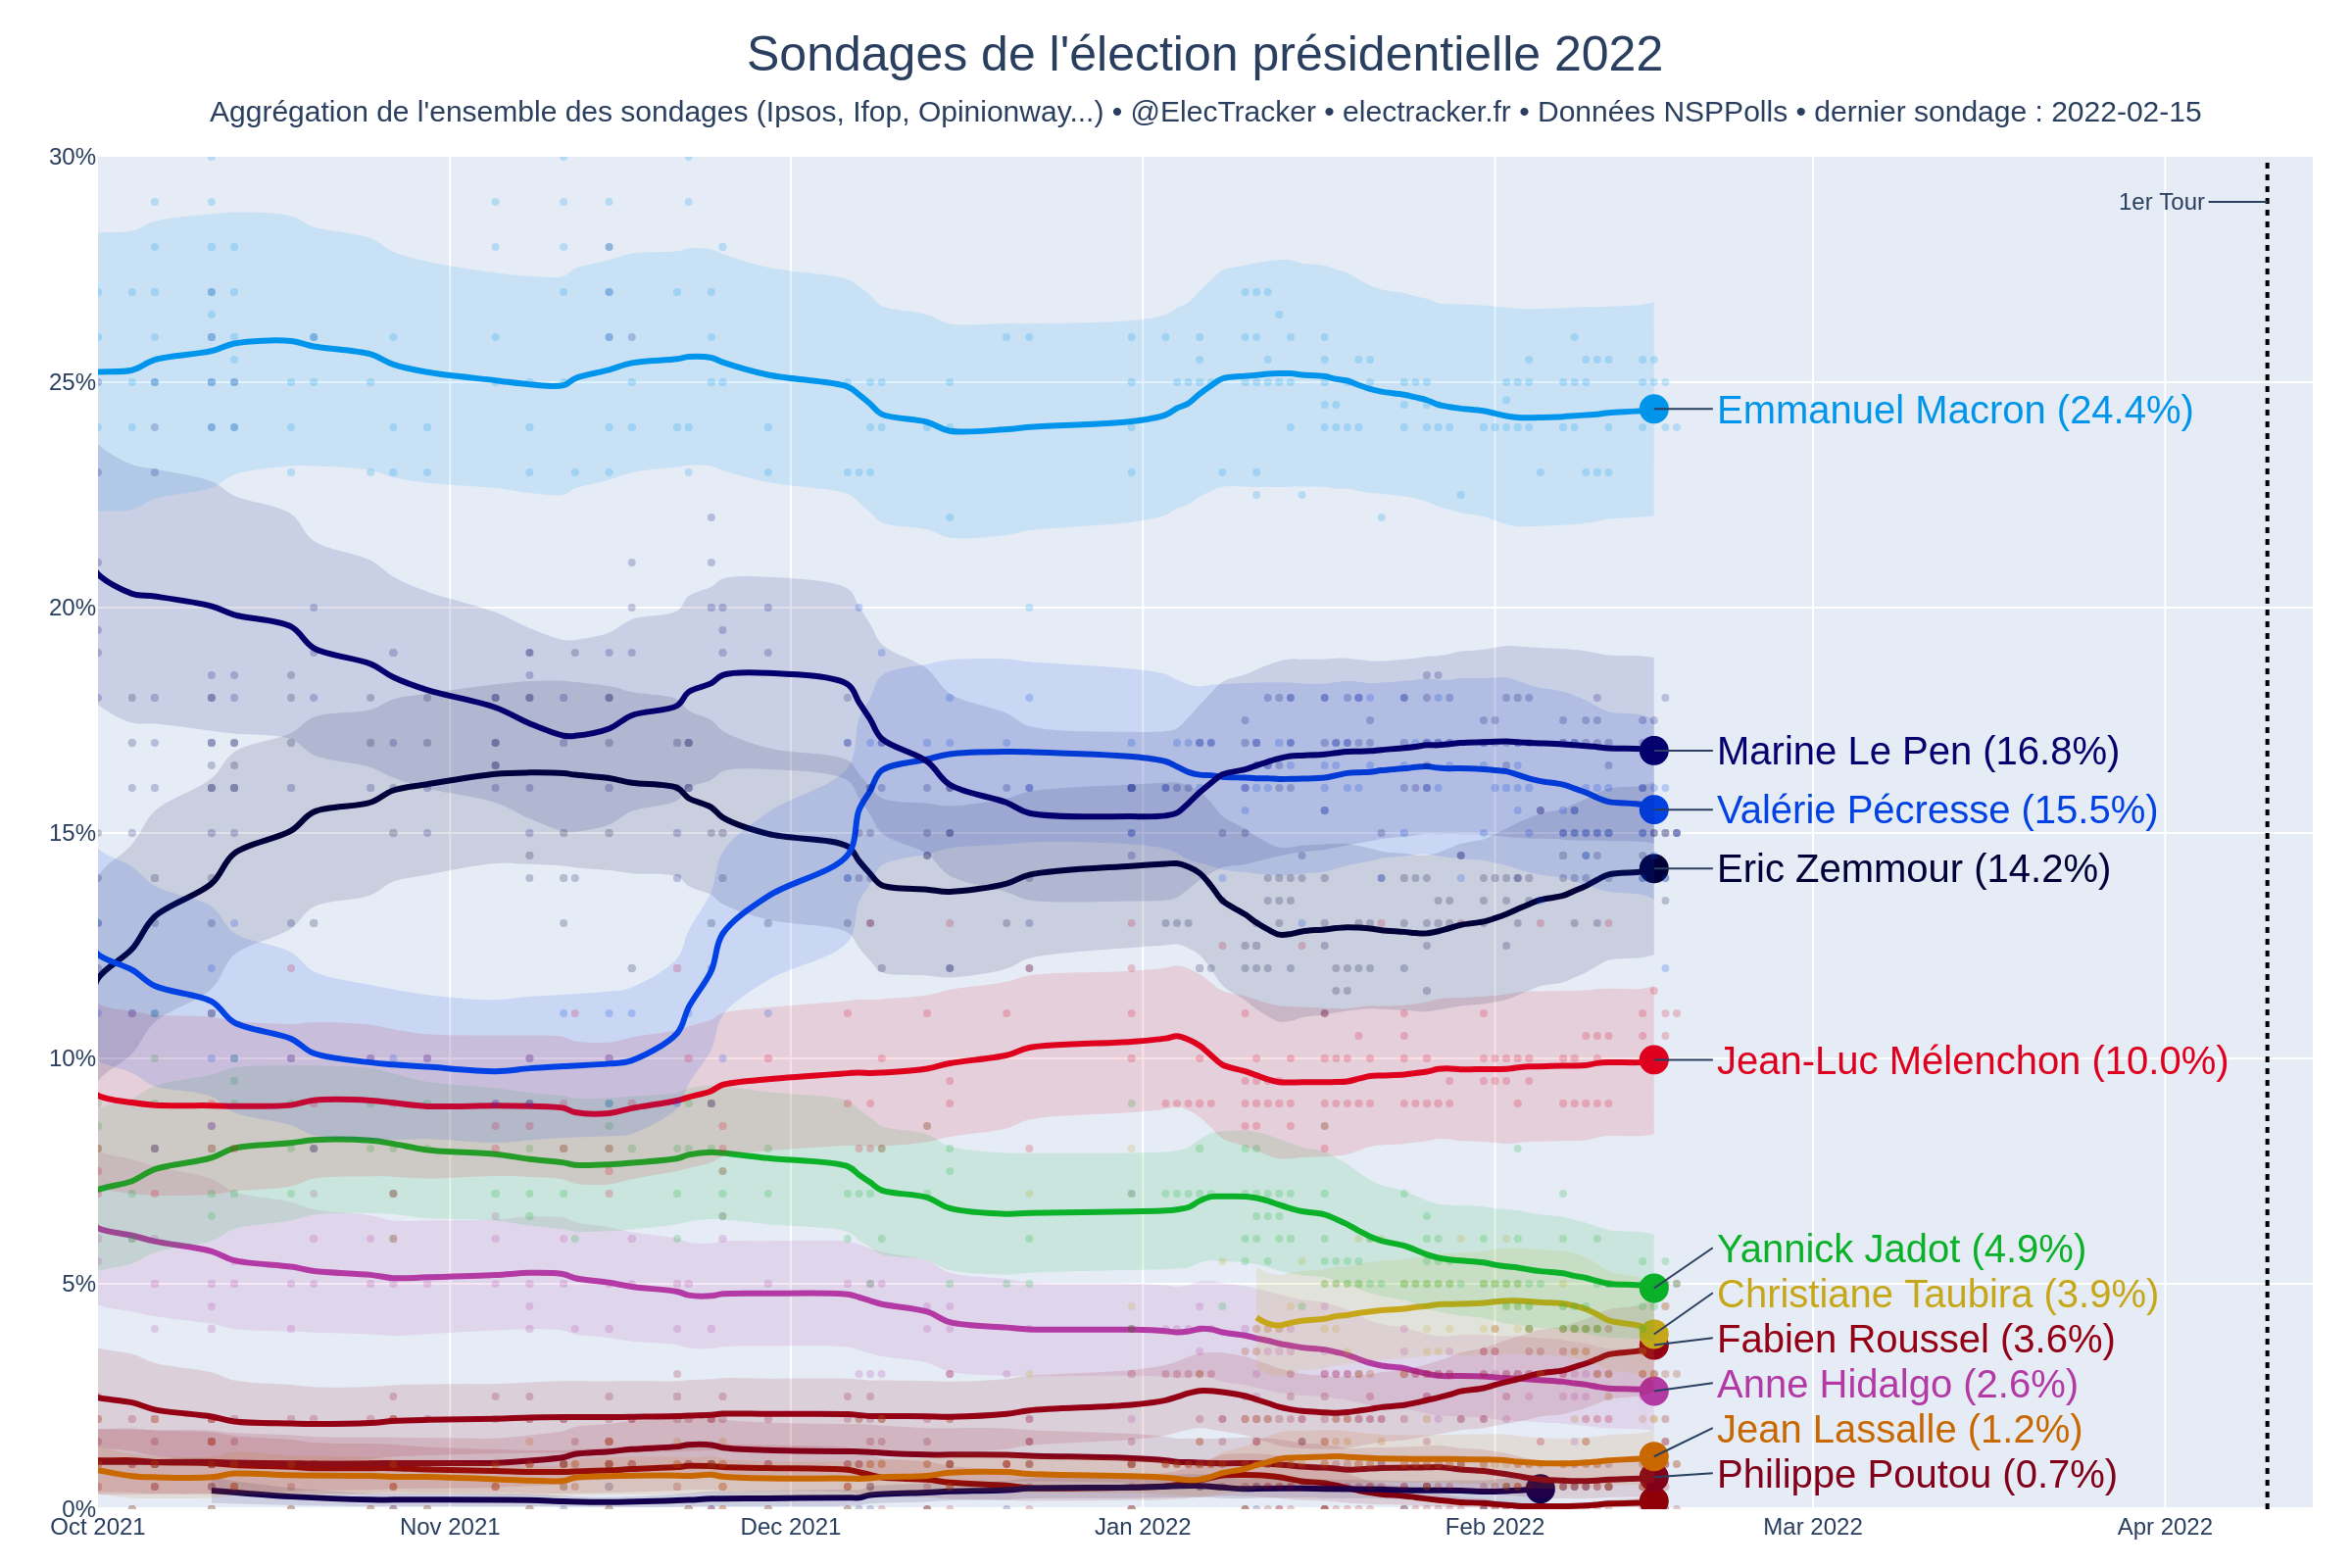 Sondages de l'élection présidentielle 2022
Aggrégation de l'ensemble des sondages (Ipsos, Ifop, Opinionway...) • @ElecTracker • electracker.fr • Données NSPPolls • dernier sondage : 2022-02-15
30%
1er Tour
25%
Emmanuel Macron (24.4%)
20%
Marine Le Pen (16.8%)
Valérie Pécresse (15.5%)
15%
Eric Zemmour (14.2%)
10%
Jean-Luc Mélenchon (10.0%)
Yannick Jadot (4.9%)
5%
Christiane Taubira (3.9%)
Fabien Roussel (3.6%)
Anne Hidalgo (2.6%)
Jean Lassalle (1.2%)
Philippe Poutou (0.7%)
0%
Oct 2021
Nov 2021
Dec 2021
Jan 2022
Feb 2022
Mar 2022
Apr 2022